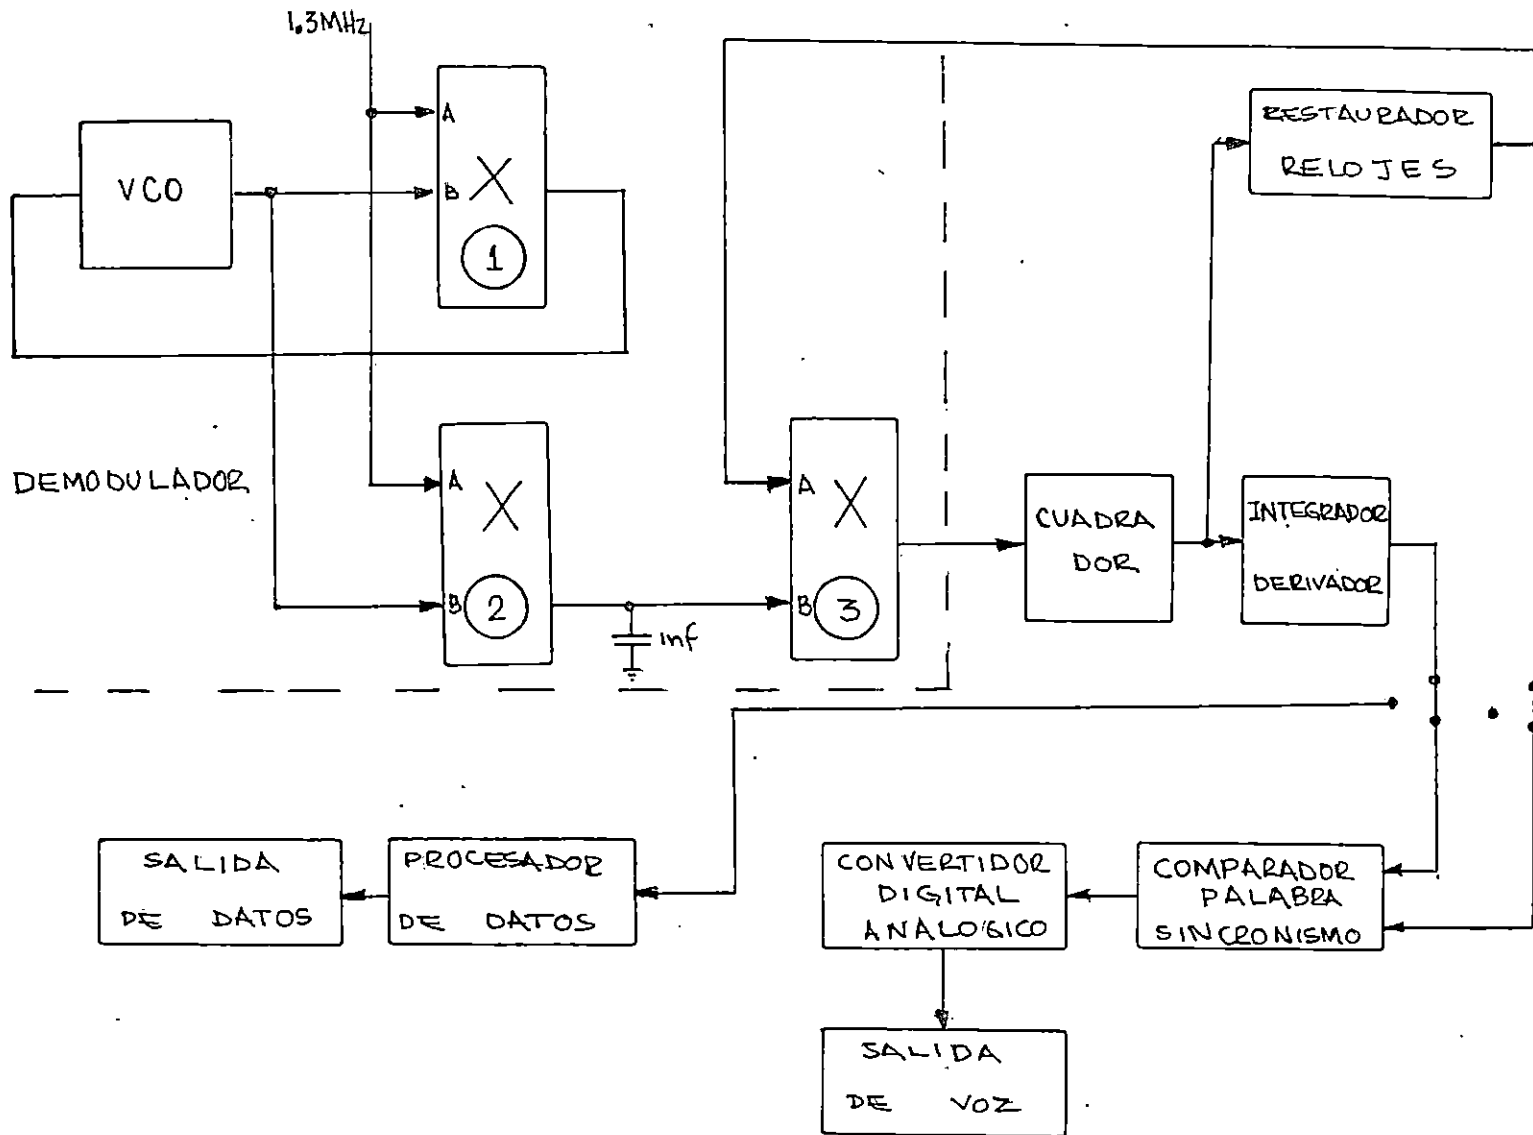 1.3MHz
A
VCO
X
B
1
RESTAURADOR
RELOJES
DEMODULADOR
A
X
B
2
1nf
A
X
B
3
CUADRA
DOR
INTEGRADOR
DERIVADOR
SALIDA
DE DATOS
PROCESADOR
DE DATOS
CONVERTIDOR
DIGITAL
ANALOGICO
COMPARADOR
PALABRA
SINCRONISMO
SALIDA
DE VOZ